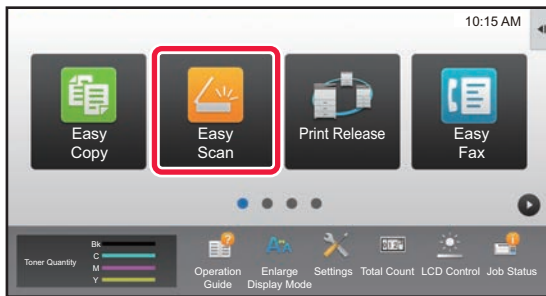 10:15 AM
Easy
Copy
Easy
Scan
Print Release
Easy
Fax
Toner Quantity
Bk
C
M
Y
Operation
Guide
Enlarge
Display Mode
Settings
Total Count
LCD Control
Job Status